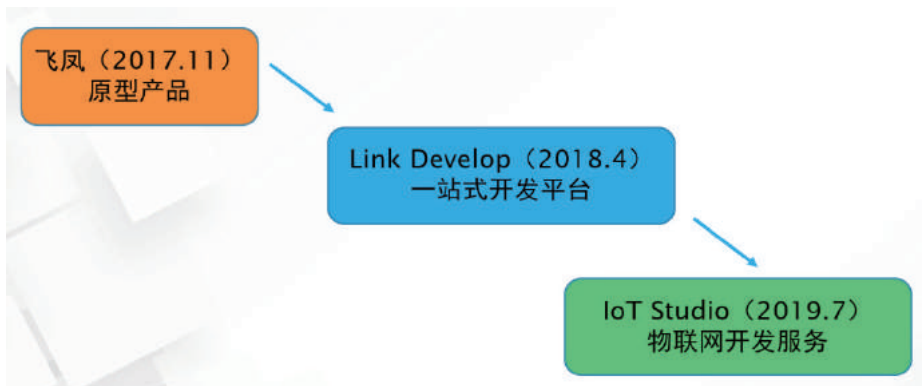 飞凤（2017.11）
原型产品
Link Develop（2018.4）
一站式开发平台
IoT Studio（2019.7）
物联网开发服务